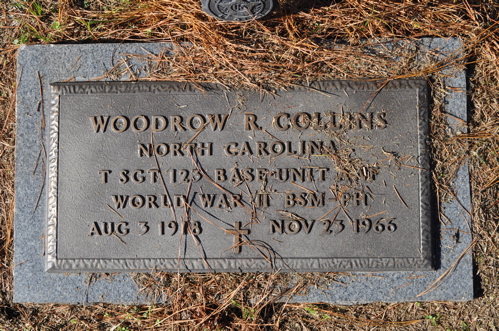 WOODROW R COLLINS
NORTH CAROLINA
T SGT 123 BASE UNIT AAF
WORLD WAR II BSM PH
AUG 3 1918 NOV 23 1966